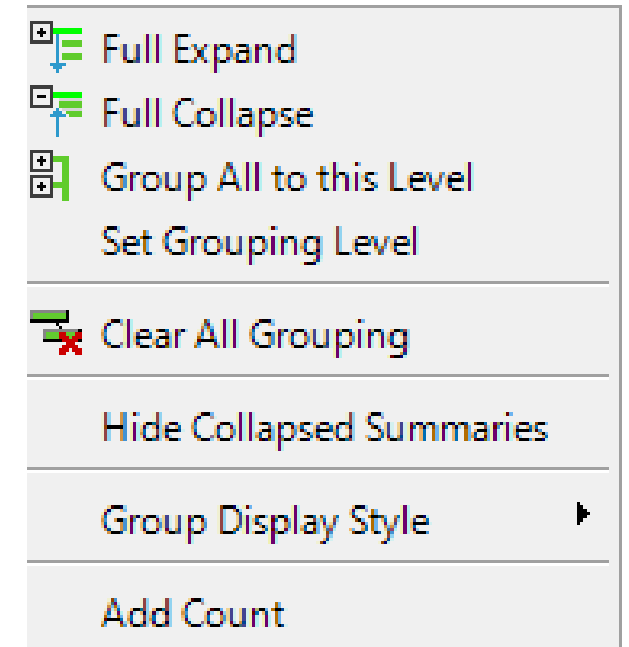 Full Expand
Full Collapse
Group All to this Level
Set Grouping Level
Clear All Grouping
Hide Collapsed Summaries
Group Display Style
Add Count